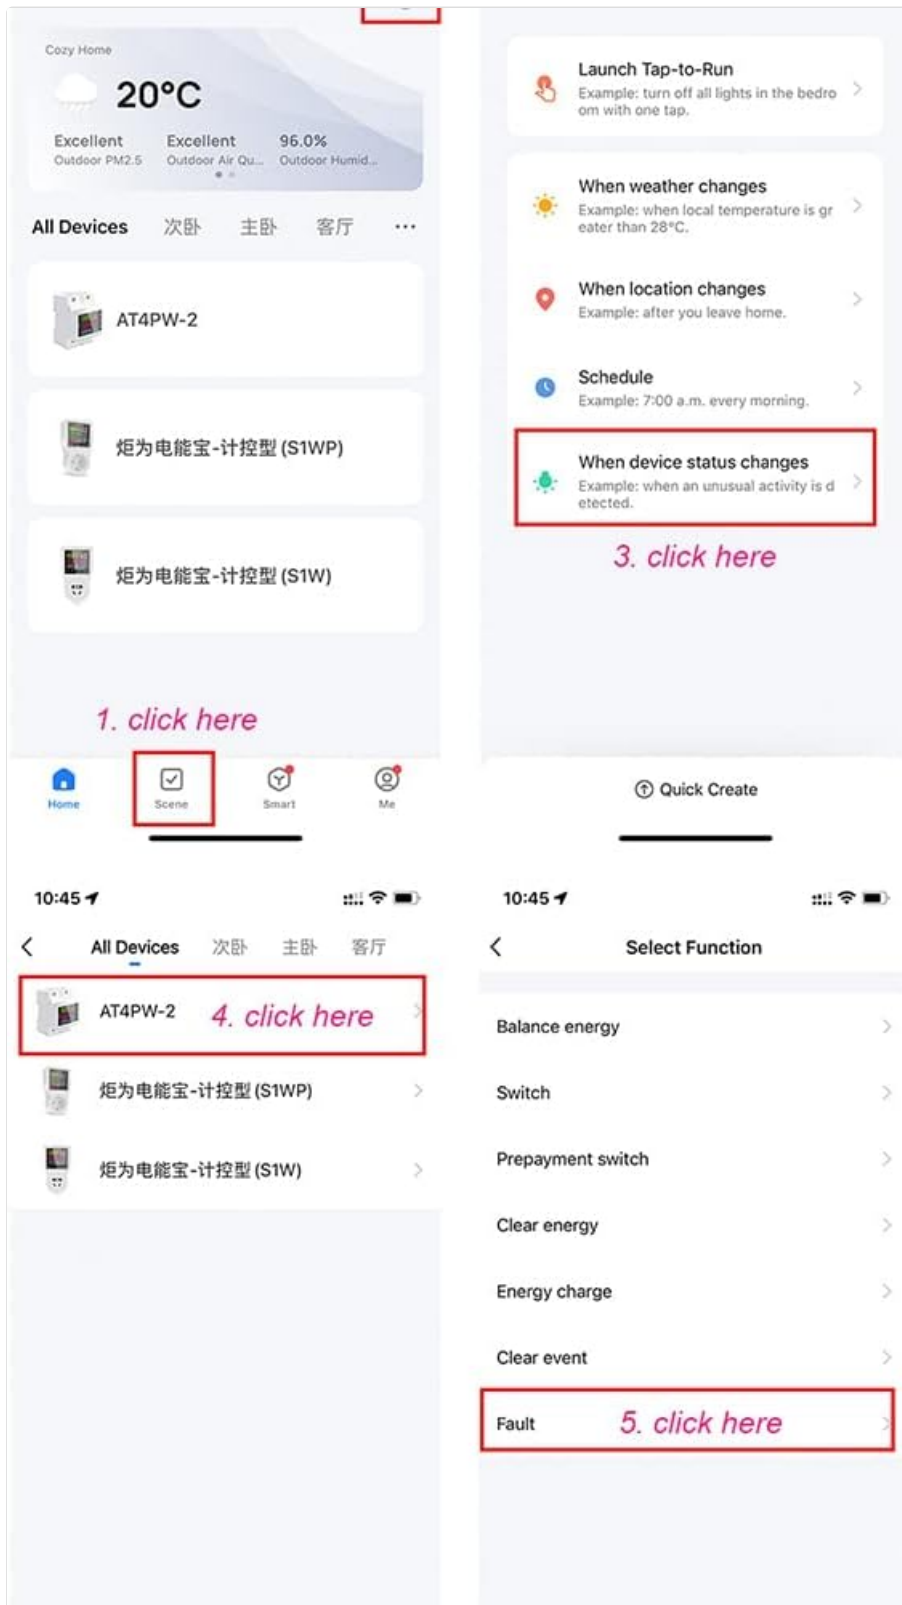 Cozy Home
20°C
Excellent Excellent 96.0%
Outdoor PM2.5 Outdoor Air Qu... Outdoor Humid...
All Devices 次卧 主卧 客厅 ...
AT4PW-2
炬为电能宝-计控型 (S1WP)
炬为电能宝-计控型 (S1W)
1. click here
Home Scene Smart Me
Launch Tap-to-Run
Example: turn off all lights in the bedro
om with one tap.
When weather changes
Example: when local temperature is gr
eater than 28°C.
When location changes
Example: after you leave home.
Schedule
Example: 7:00 a.m. every morning.
When device status changes
Example: when an unusual activity is d
etected.
3. click here
Quick Create
10:45
All Devices 次卧 主卧 客厅
AT4PW-2 4. click here
炬为电能宝-计控型 (S1WP)
炬为电能宝-计控型 (S1W)
10:45
Select Function
Balance energy
Switch
Prepayment switch
Clear energy
Energy charge
Clear event
Fault 5. click here